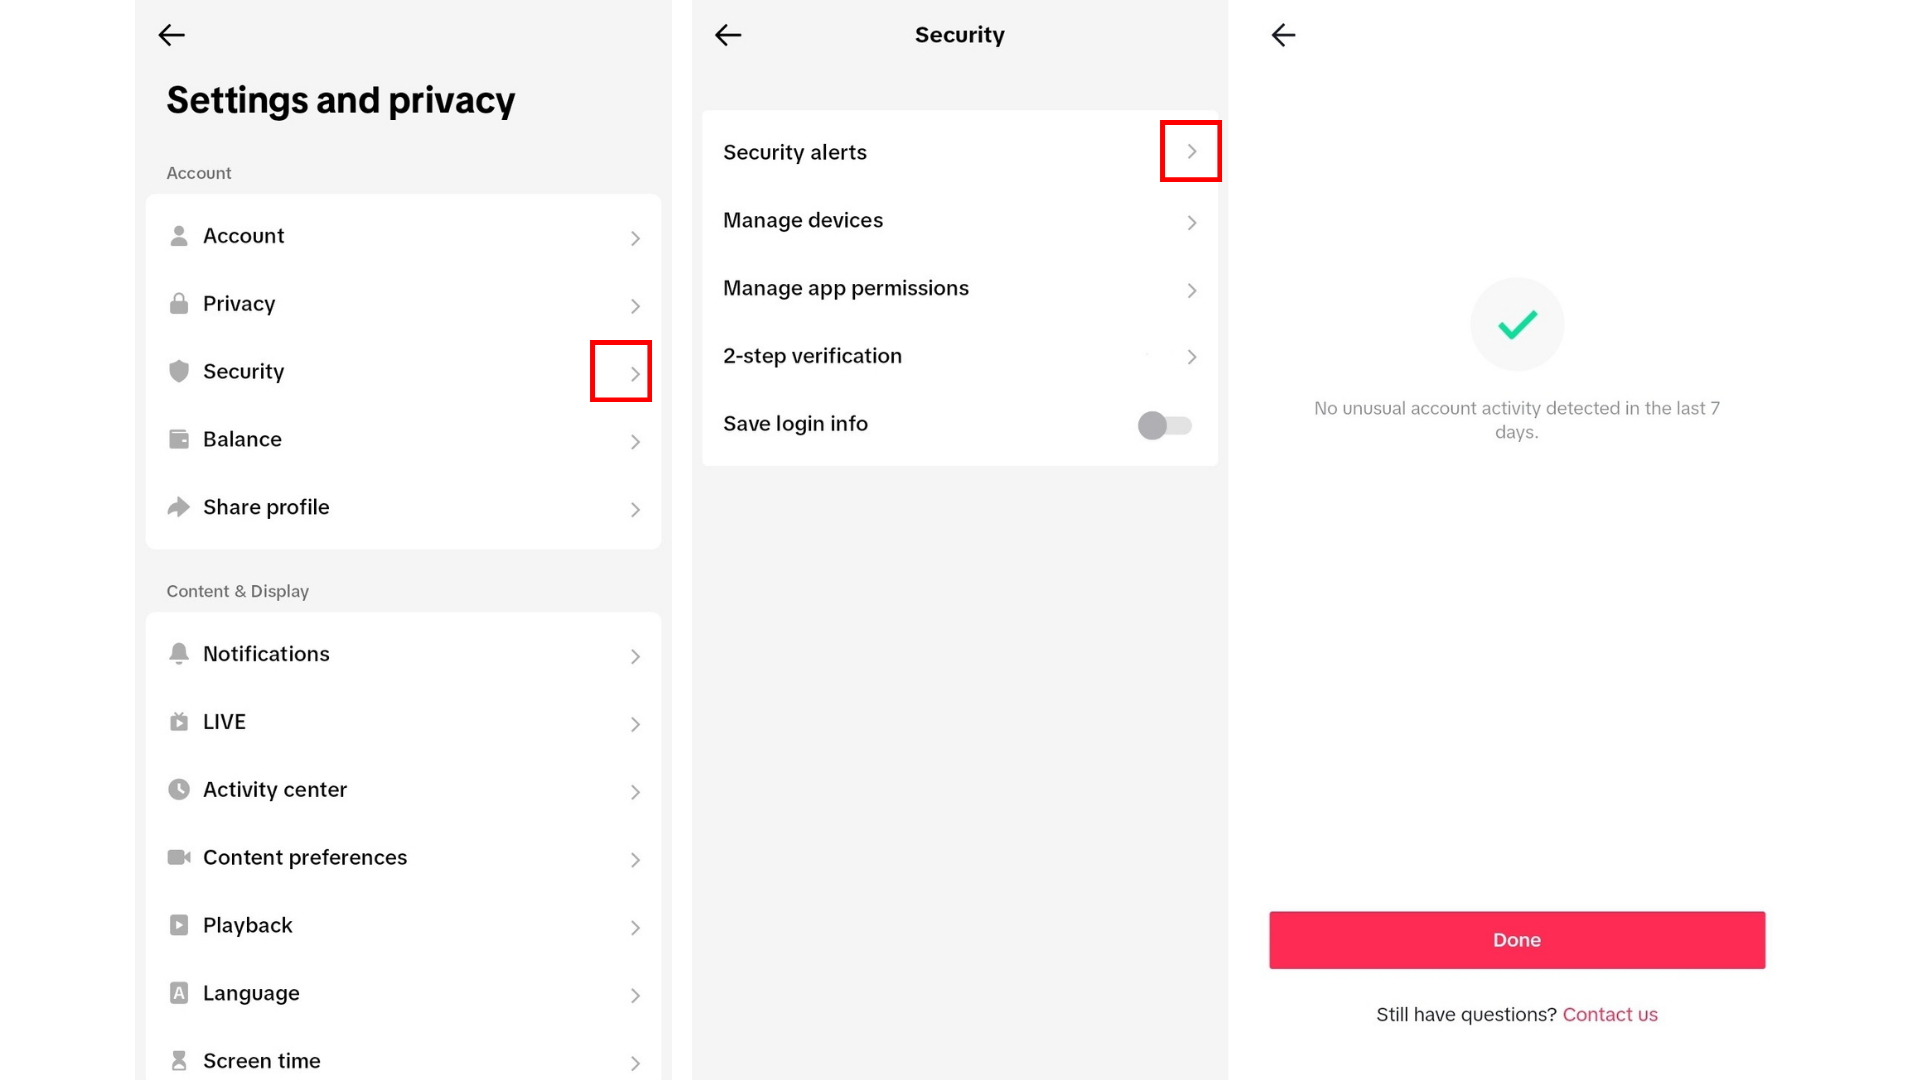 Settings and privacy
Account
Account
Privacy
Security
Balance
Share profile
Content & Display
Notifications
LIVE
Activity center
Content preferences
Playback
A Language
Screen time
Security
Security alerts
Manage devices
Manage app permissions
2-step verification
Save login info
No unusual account activity detected in the last 7
days.
Done
Still have questions? Contact us